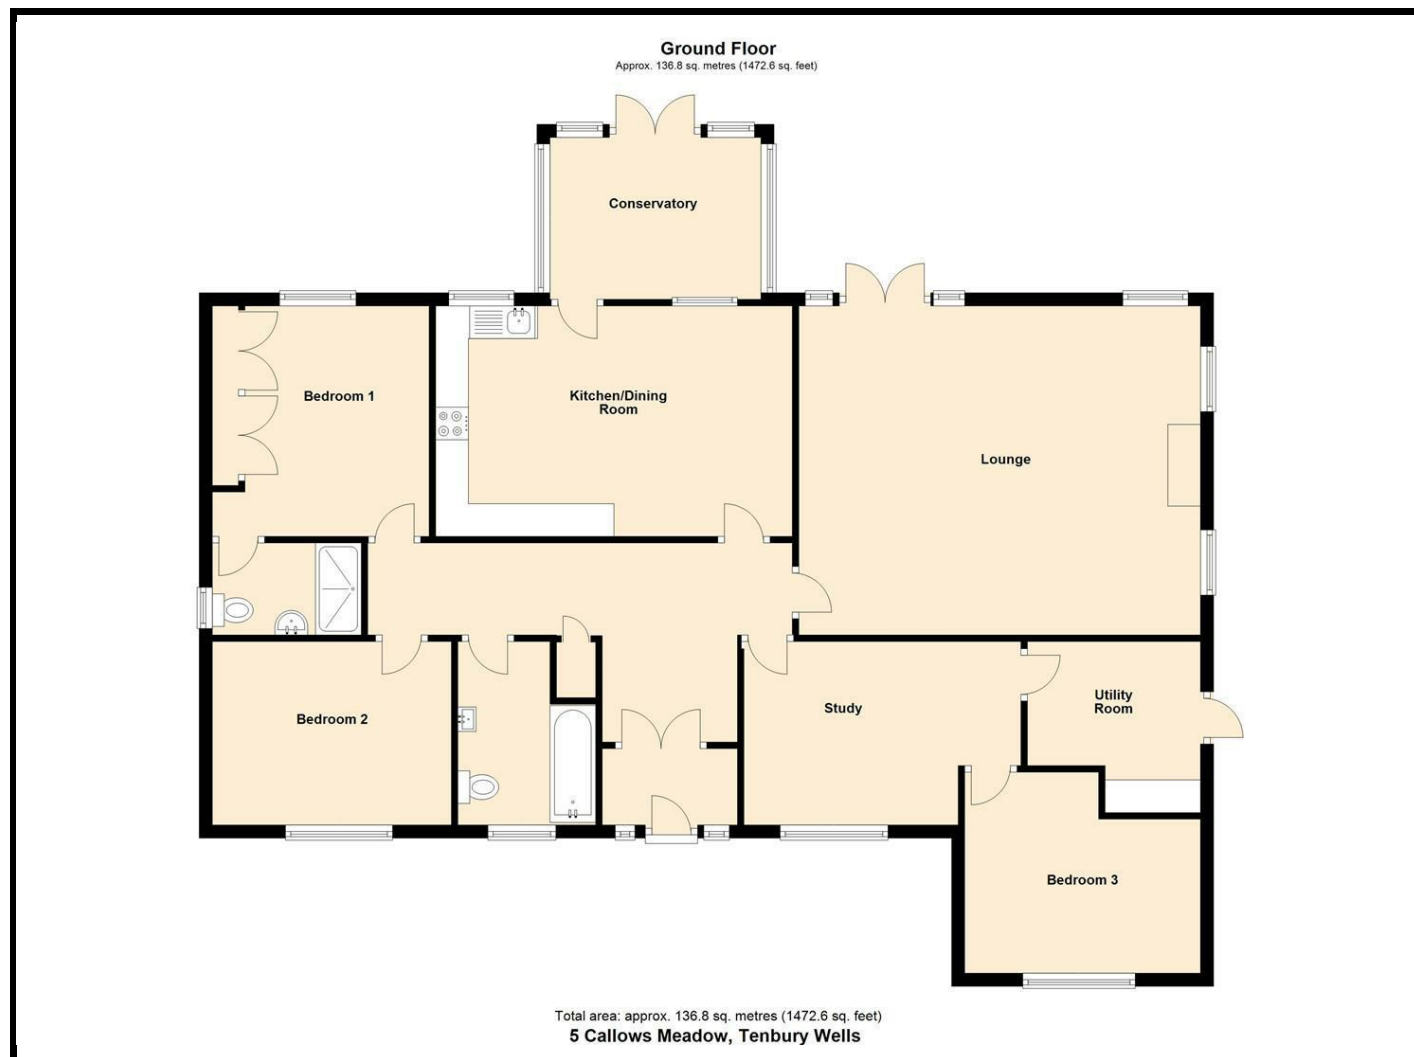 Ground Floor
Approx. 136.8 sq. metres (1472.6 sq. feet)
Conservatory
Bedroom 1
Kitchen/Dining
Room
Lounge
Bedroom 2
Study
Utility
Room
Bedroom 3
Total area: approx. 136.8 sq. metres (1472.6 sq. feet)
5 Callows Meadow, Tenbury Wells